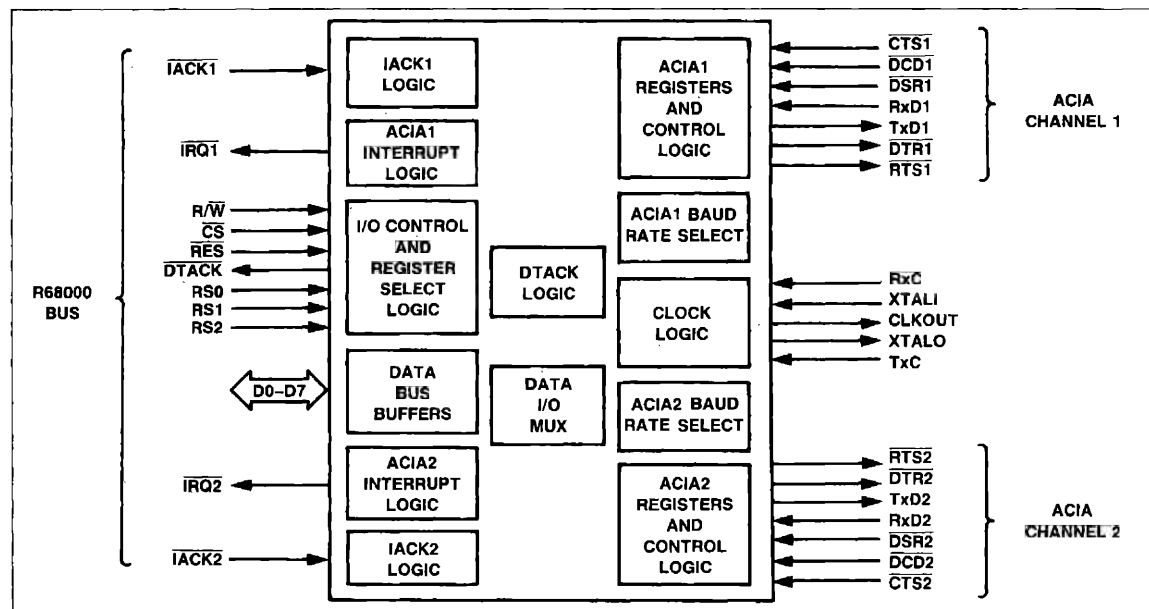 R68000
BUS
IACK1
IRQ1
R/W
CS
RES
DTACK
RS0
RS1
RS2
D0–D7
IRQ2
IACK2
IACK1
LOGIC
ACIA1
INTERRUPT
LOGIC
I/O CONTROL
AND
REGISTER
SELECT
LOGIC
DATA
BUS
BUFFERS
ACIA2
INTERRUPT
LOGIC
IACK2
LOGIC
DTACK
LOGIC
DATA
I/O
MUX
ACIA1
REGISTERS
AND
CONTROL
LOGIC
ACIA1 BAUD
RATE SELECT
CLOCK
LOGIC
ACIA2 BAUD
RATE SELECT
ACIA2
REGISTERS
AND
CONTROL
LOGIC
CTS1
DCD1
DSR1
RxD1
TxD1
DTR1
RTS1
ACIA
CHANNEL 1
RxC
XTALI
CLKOUT
XTALO
TxC
RTS2
DTR2
TxD2
RxD2
DSR2
DCD2
CTS2
ACIA
CHANNEL 2